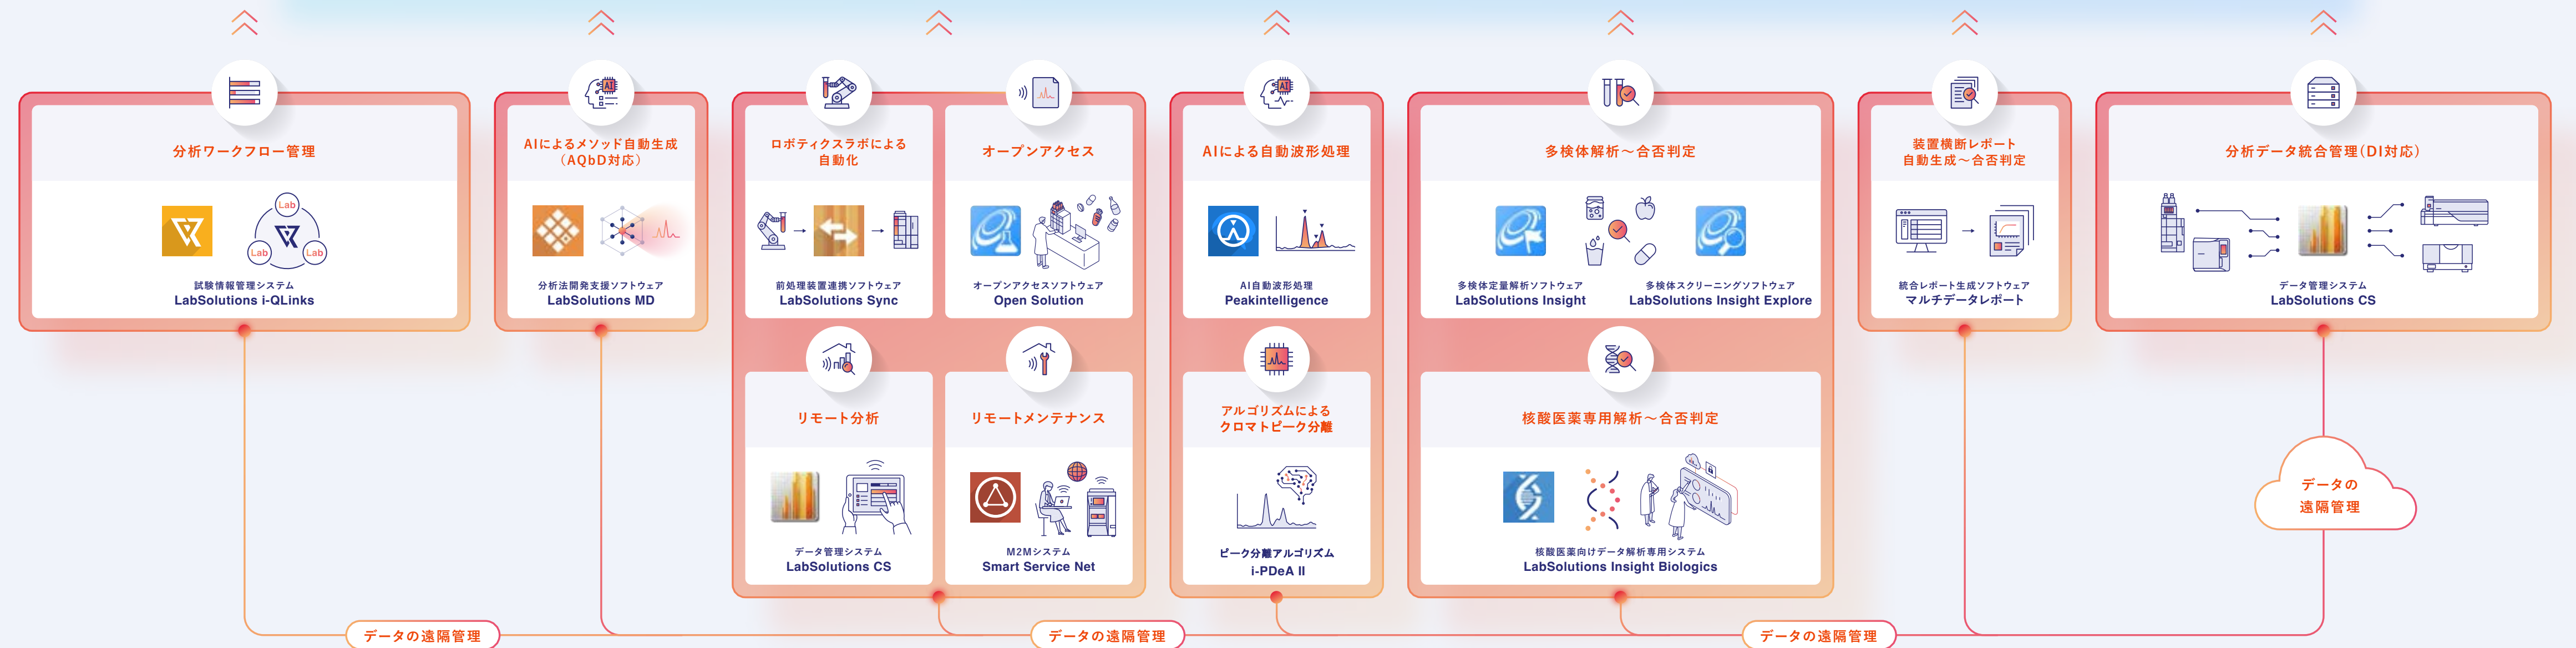 分析ワークフロー管理
Lab
Lab
Lab
試験情報管理システム
LabSolutions i-QLinks
AIによるメソッド自動生成
（AQbD対応）
AI
分析法開発支援ソフトウェア
LabSolutions MD
ロボティクスラボによる
自動化
前処理装置連携ソフトウェア
LabSolutions Sync
オープンアクセス
オープンアクセスソフトウェア
Open Solution
リモート分析
データ管理システム
LabSolutions CS
リモートメンテナンス
M2Mシステム
Smart Service Net
AI
AIによる自動波形処理
AI自動波形処理
Peakintelligence
アルゴリズムによる
クロマトピーク分離
ピーク分離アルゴリズム
i-PDeA II
多検体解析～合否判定
多検体定量解析ソフトウェア
LabSolutions Insight
多検体スクリーニングソフトウェア
LabSolutions Insight Explore
核酸医薬専用解析～合否判定
核酸医薬向けデータ解析専用システム
LabSolutions Insight Biologics
装置横断レポート
自動生成～合否判定
統合レポート生成ソフトウェア
マルチデータレポート
分析データ統合管理（DI対応）
データ管理システム
LabSolutions CS
データの
遠隔管理
データの遠隔管理
データの遠隔管理
データの遠隔管理